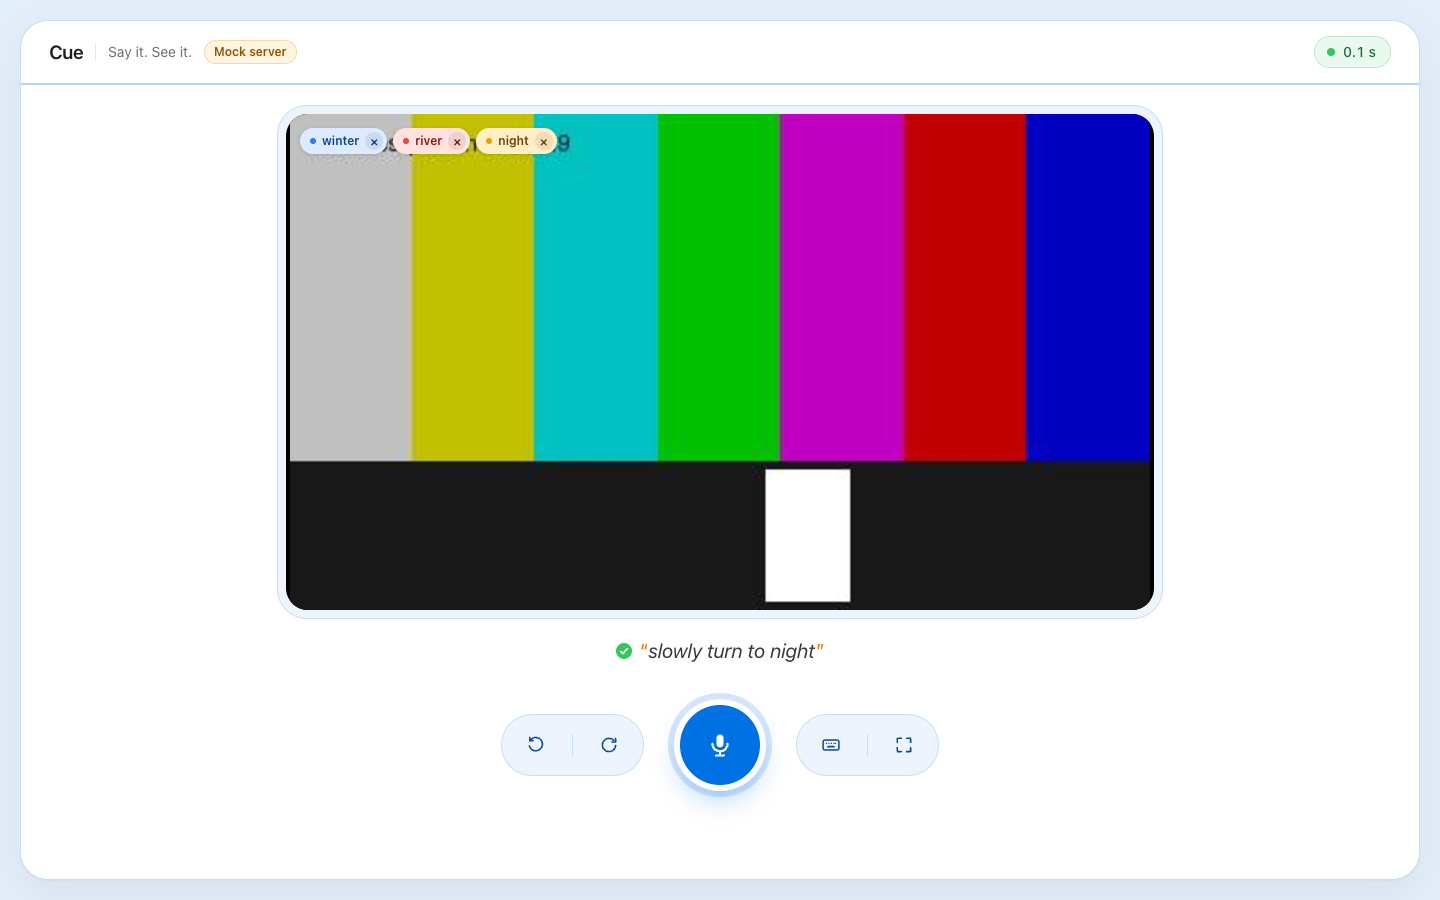 Cue
Say it. See it.
Mock server
0.1 s
winter ×
river ×
night ×
"slowly turn to night"